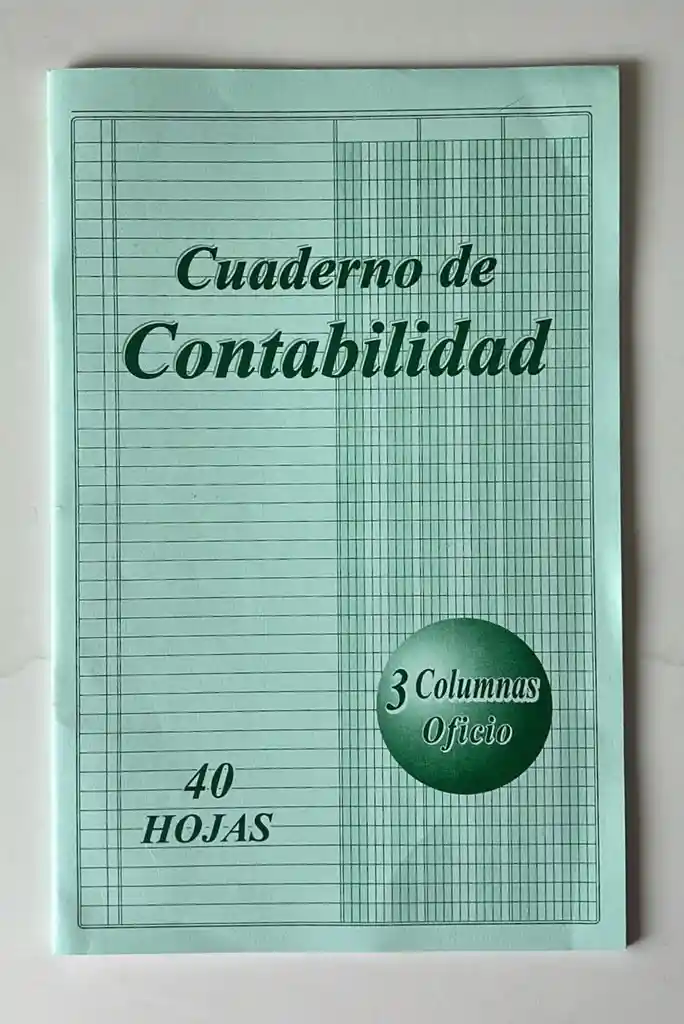 Cuaderno de
Contabilidad
3 Columnas
Oficio
40
HOJAS